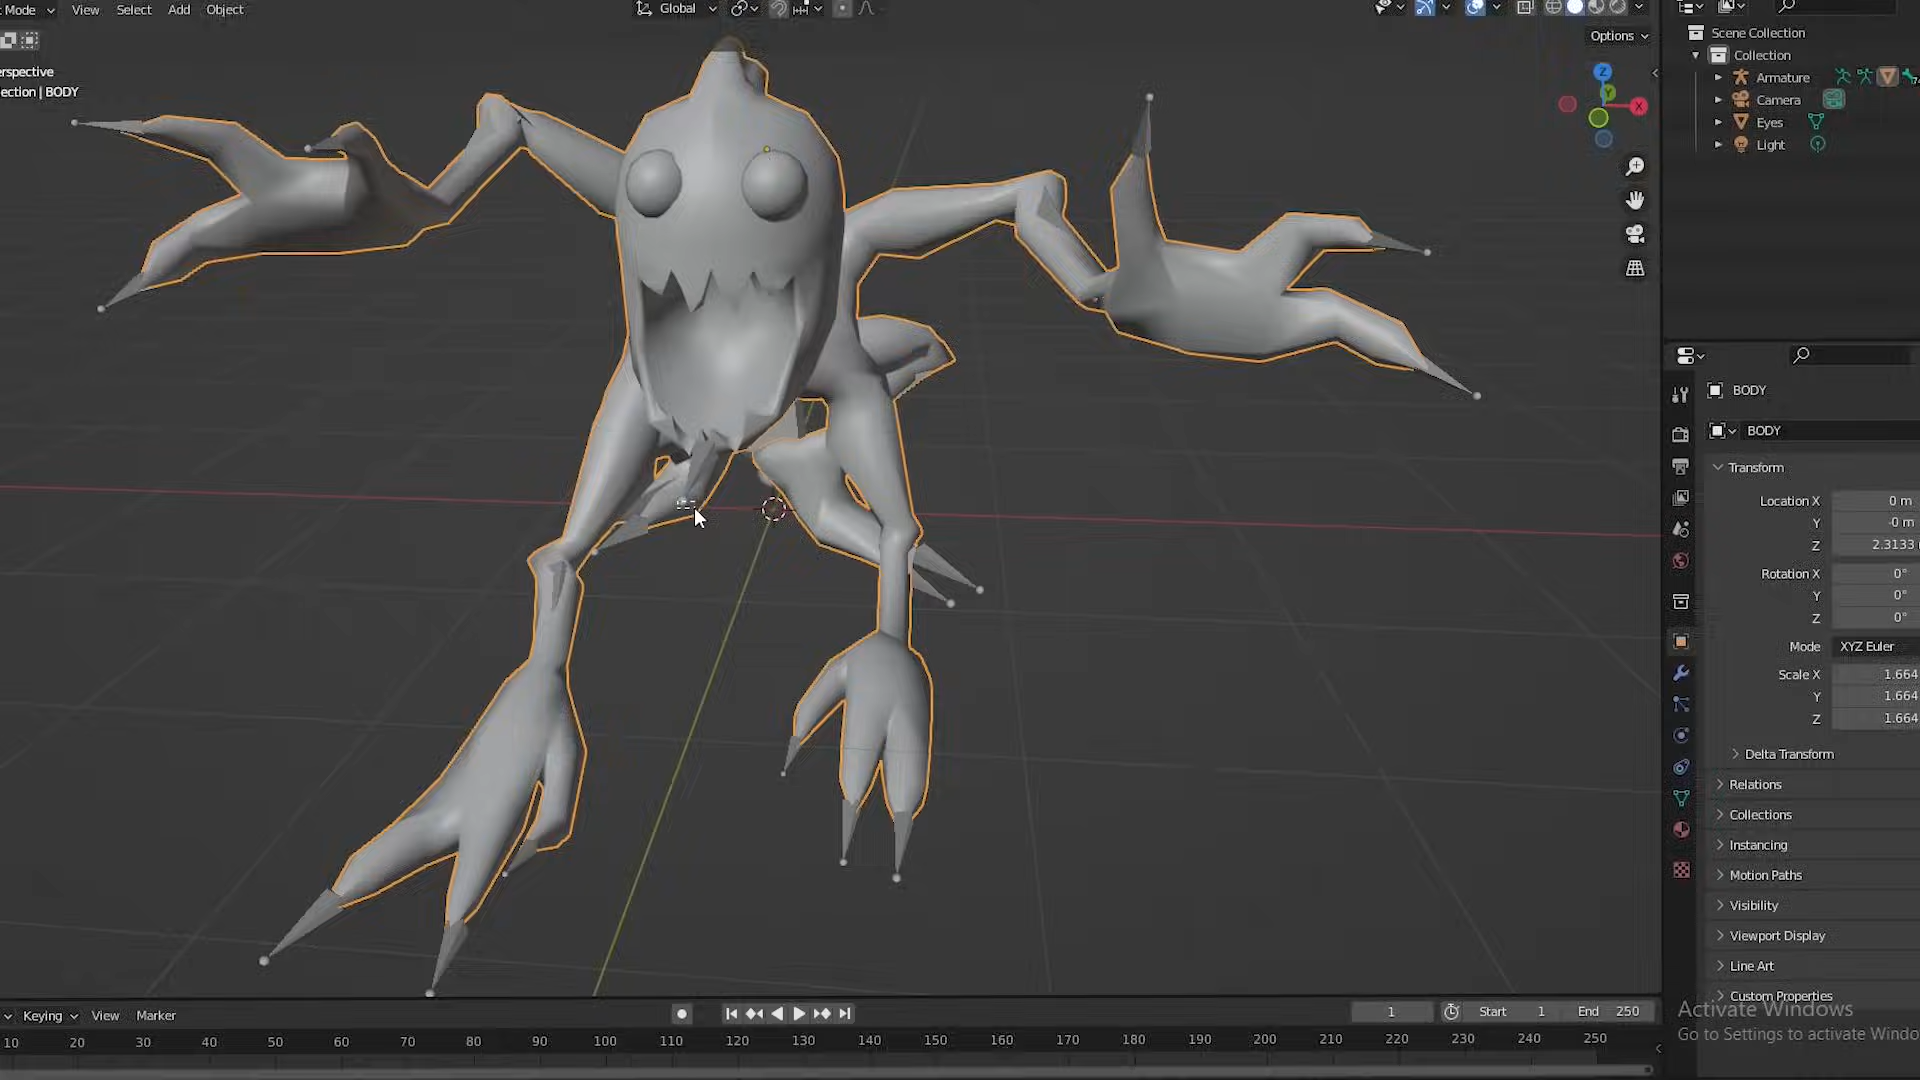 Mode View Select Add Object Global
Options
erspective
ection | BODY
Z
Y
X
Scene Collection
Collection
Armature
Camera
Eyes
Light
BODY
BODY
Transform
Location X 0 m
Y -0 m
Z 2.3133
Rotation X 0°
Y 0°
Z 0°
Mode XYZ Euler
Scale X 1.664
Y 1.664
Z 1.664
Delta Transform
Relations
Collections
Instancing
Motion Paths
Visibility
Viewport Display
Line Art
Custom Properties
Activate Windows
Go to Settings to activate Windo
Keying View Marker 1 Start 1 End 250
10 20 30 40 50 60 70 80 90 100 110 120 130 140 150 160 170 180 190 200 210 220 230 240 250